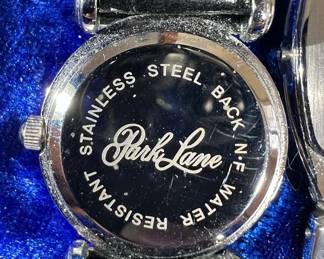 STAINLESS STEEL BACK N.F WATER RESISTANT
Park Lane